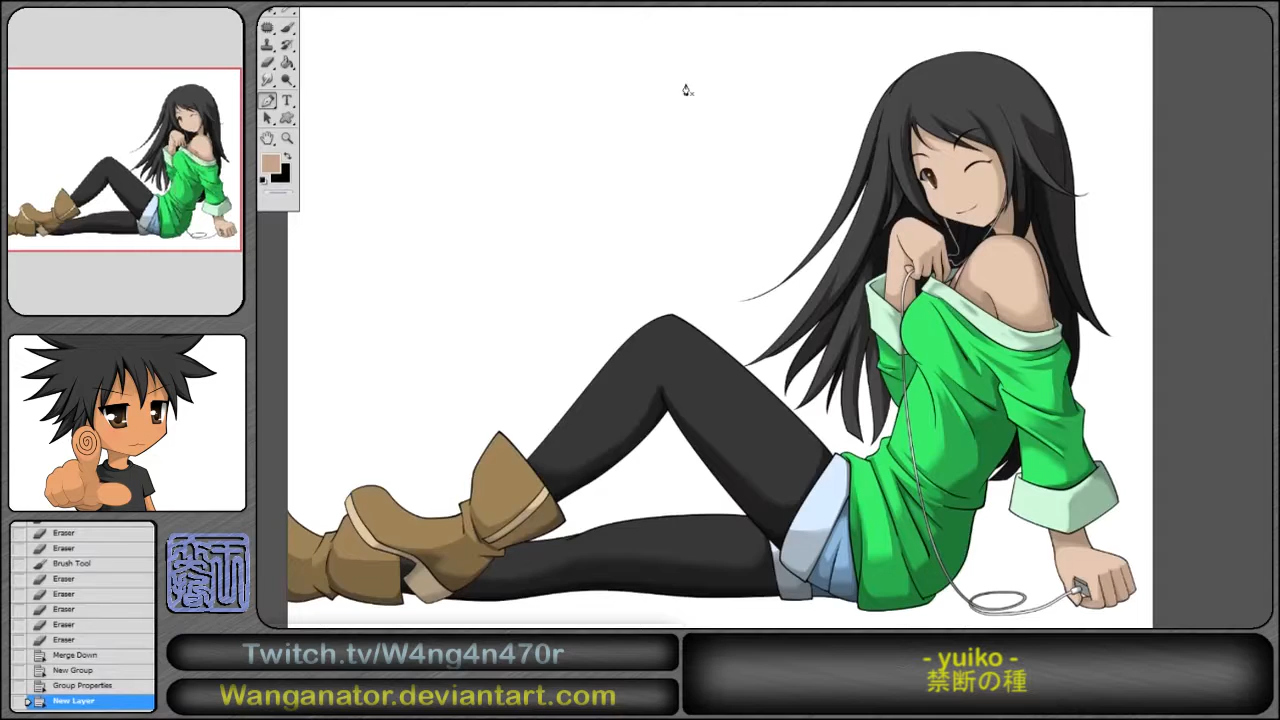 T
Eraser
Eraser
Brush Tool
Eraser
Eraser
Eraser
Eraser
Eraser
Merge Down
New Group
Group Properties
New Layer
Twitch.tv/W4ng4n470r
Wanganator.deviantart.com
- yuiko -
禁断の種